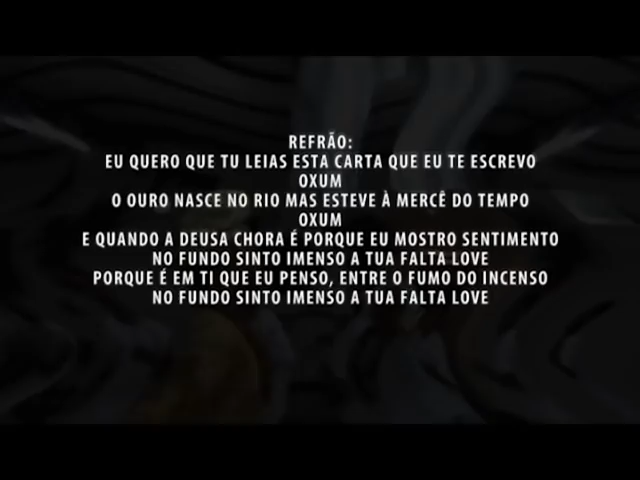 REFRÃO:
EU QUERO QUE TU LEIAS ESTA CARTA QUE EU TE ESCREVO
OXUM
O OURO NASCE NO RIO MAS ESTEVE À MERCÊ DO TEMPO
OXUM
E QUANDO A DEUSA CHORA É PORQUE EU MOSTRO SENTIMENTO
NO FUNDO SINTO IMENSO A TUA FALTA LOVE
PORQUE É EM TI QUE EU PENSO, ENTRE O FUMO DO INCENSO
NO FUNDO SINTO IMENSO A TUA FALTA LOVE